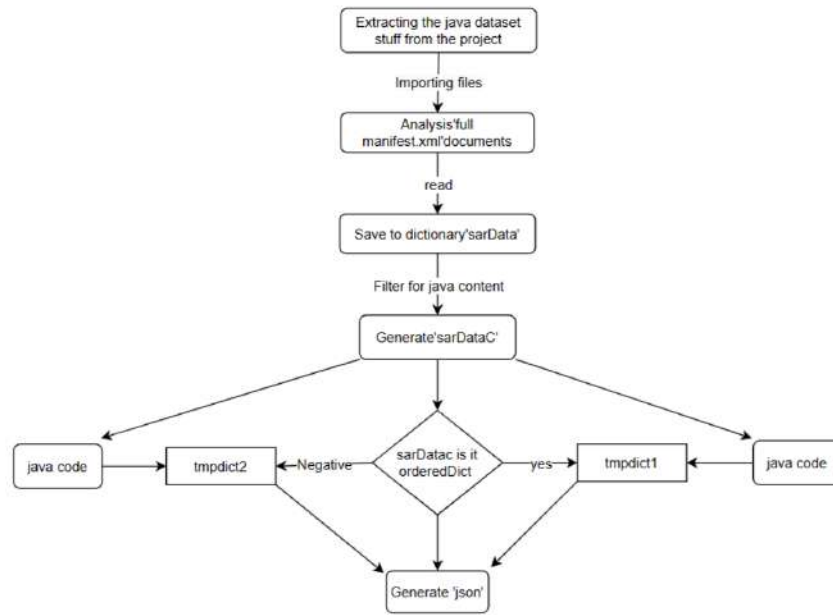 Extracting the java dataset
stuff from the project
Importing files
Analysis'full
manifest.xml'documents
read
Save to dictionary'sarData'
Filter for java content
Generate'sarDataC'
java code
tmpdict2
Negative
sarDatac is it
orderedDict
yes
tmpdict1
java code
Generate 'json'